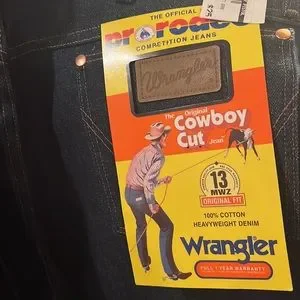 THE OFFICIAL
prorodeo
COMPETITION JEANS
$25
Wrangler
The Original
Cowboy
Cut
Jean
13
MWZ
ORIGINAL FIT
100% COTTON
HEAVYWEIGHT DENIM
Wrangler
FULL 1 YEAR WARRANTY